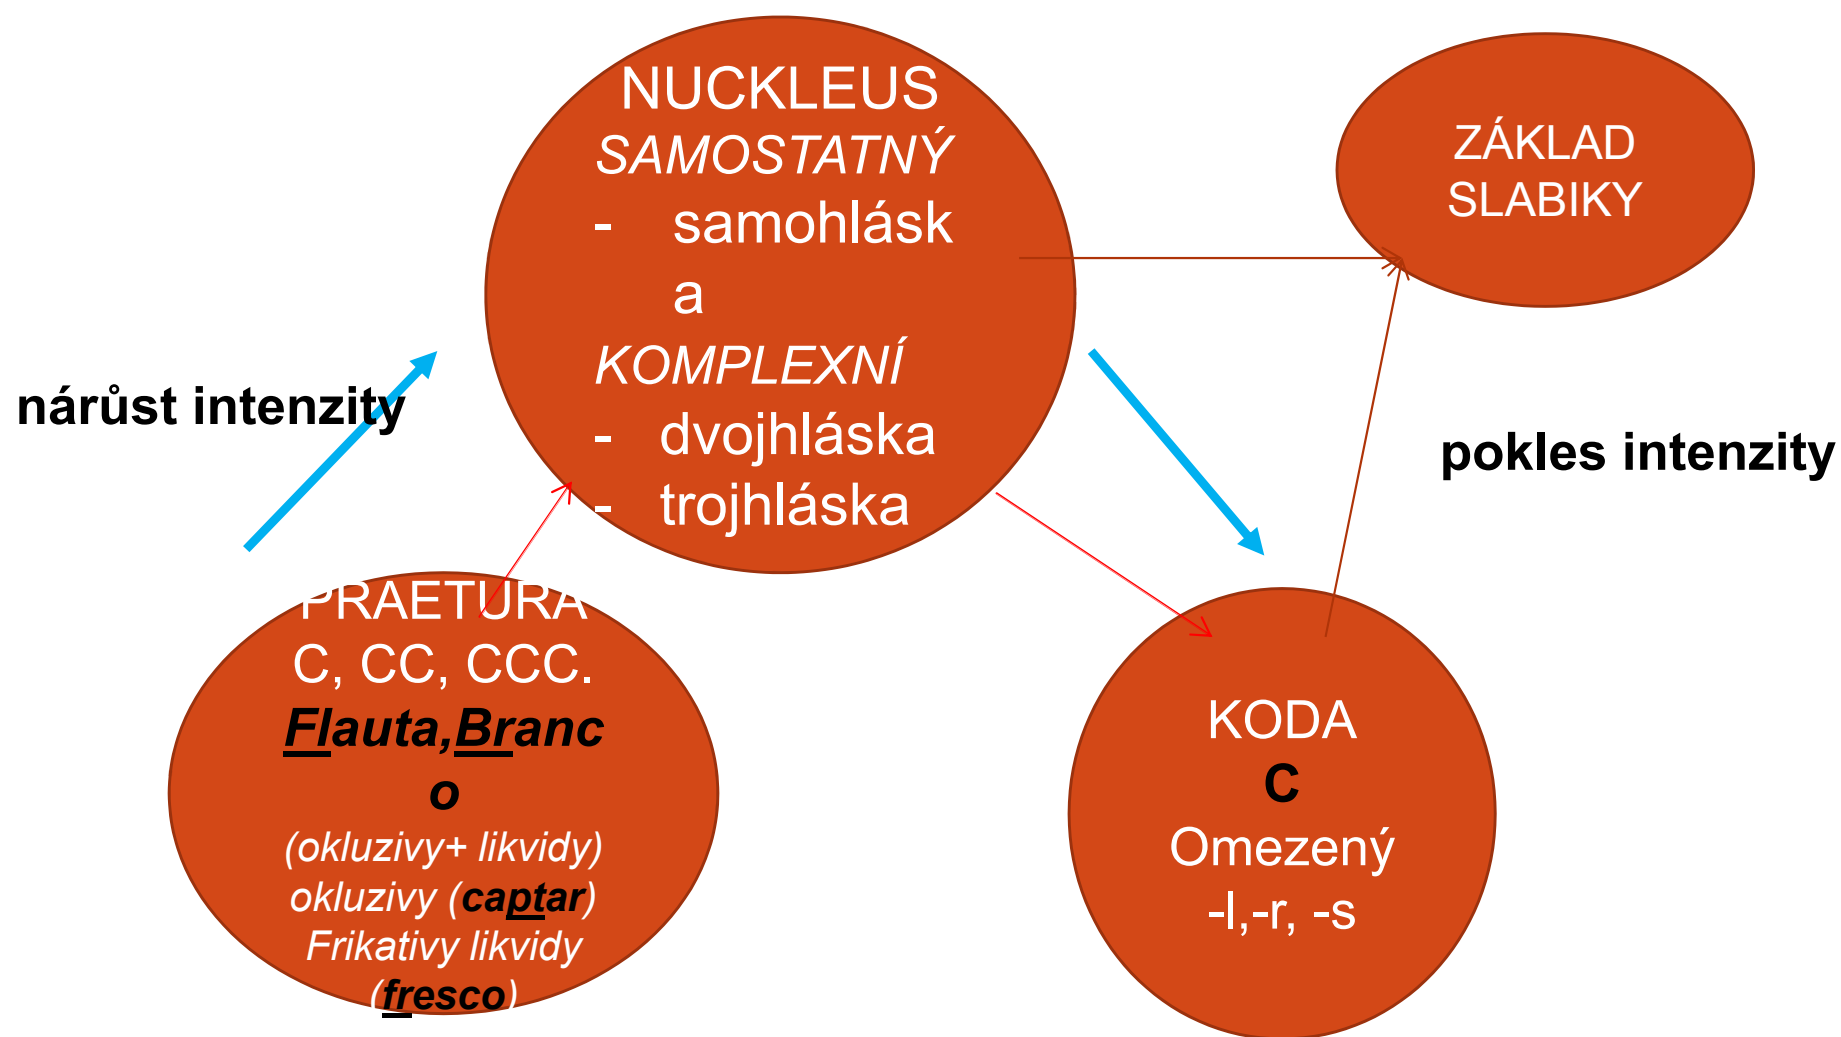 NUCKLEUS
SAMOSTATNÝ
- samohlásk
a
KOMPLEXNÍ
- dvojhláska
- trojhláska
ZÁKLAD
SLABIKY
nárůst intenzity
pokles intenzity
PRAETURA
C, CC, CCC.
Flauta,Branc
o
(okluzivy+ likvidy)
okluzivy (captar)
Frikativy likvidy
(fresco)
KODA
C
Omezený
-l,-r, -s